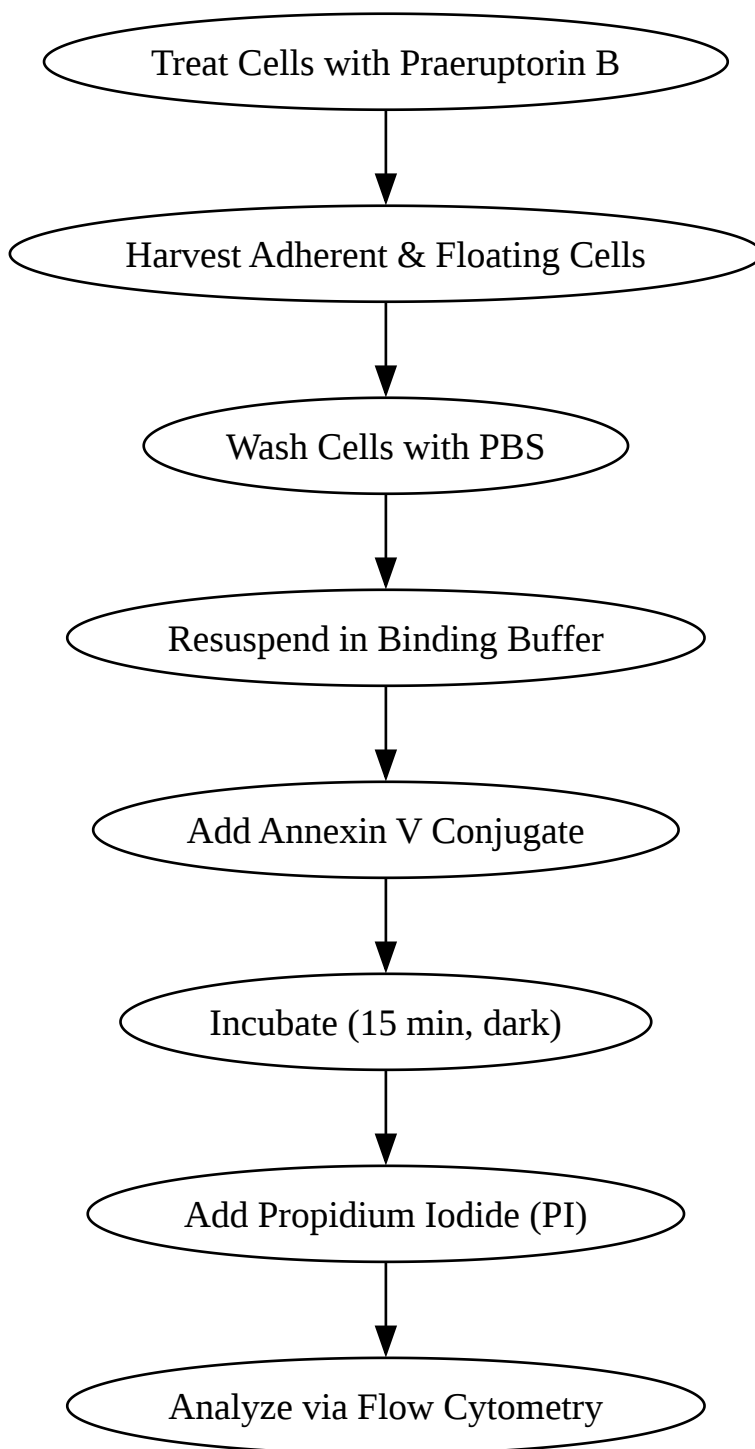 Treat Cells with Praeruptorin B
Harvest Adherent & Floating Cells
Wash Cells with PBS
Resuspend in Binding Buffer
Add Annexin V Conjugate
Incubate (15 min, dark)
Add Propidium Iodide (PI)
Analyze via Flow Cytometry